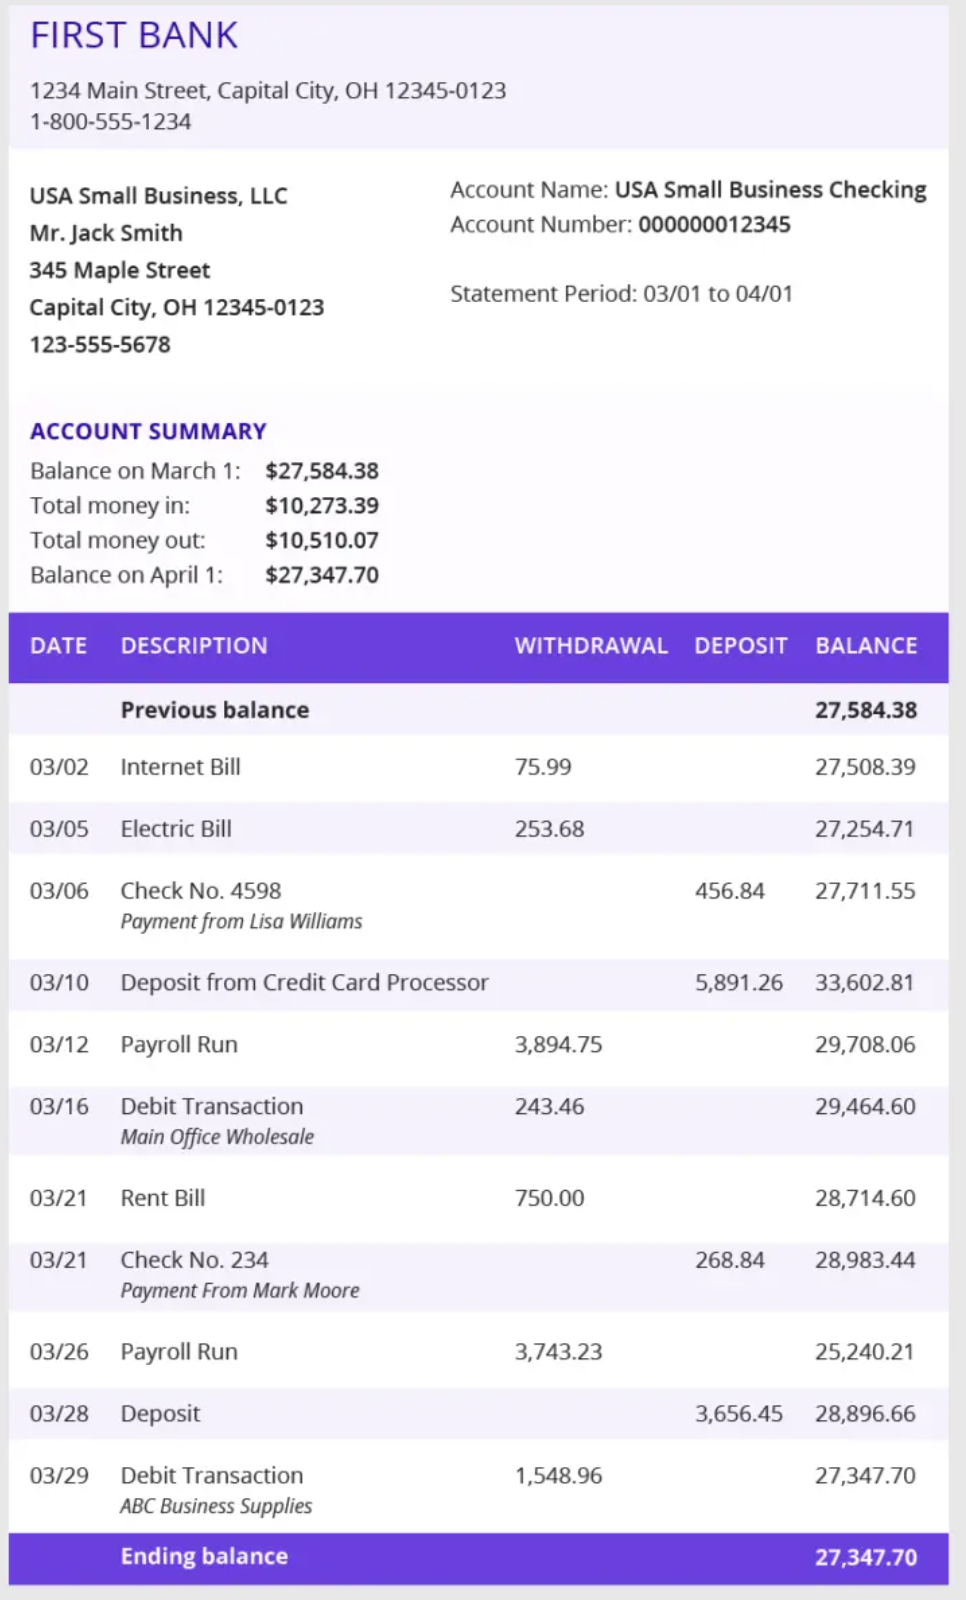 FIRST BANK
1234 Main Street, Capital City, OH 12345-0123
1-800-555-1234
USA Small Business, LLC
Mr. Jack Smith
345 Maple Street
Capital City, OH 12345-0123
123-555-5678
Account Name: USA Small Business Checking
Account Number: 000000012345
Statement Period: 03/01 to 04/01
ACCOUNT SUMMARY
Balance on March 1: $27,584.38
Total money in: $10,273.39
Total money out: $10,510.07
Balance on April 1: $27,347.70
DATE DESCRIPTION WITHDRAWAL DEPOSIT BALANCE
Previous balance 27,584.38
03/02 Internet Bill 75.99 27,508.39
03/05 Electric Bill 253.68 27,254.71
03/06 Check No. 4598 456.84 27,711.55
Payment from Lisa Williams
03/10 Deposit from Credit Card Processor 5,891.26 33,602.81
03/12 Payroll Run 3,894.75 29,708.06
03/16 Debit Transaction 243.46 29,464.60
Main Office Wholesale
03/21 Rent Bill 750.00 28,714.60
03/21 Check No. 234 268.84 28,983.44
Payment From Mark Moore
03/26 Payroll Run 3,743.23 25,240.21
03/28 Deposit 3,656.45 28,896.66
03/29 Debit Transaction 1,548.96 27,347.70
ABC Business Supplies
Ending balance 27,347.70